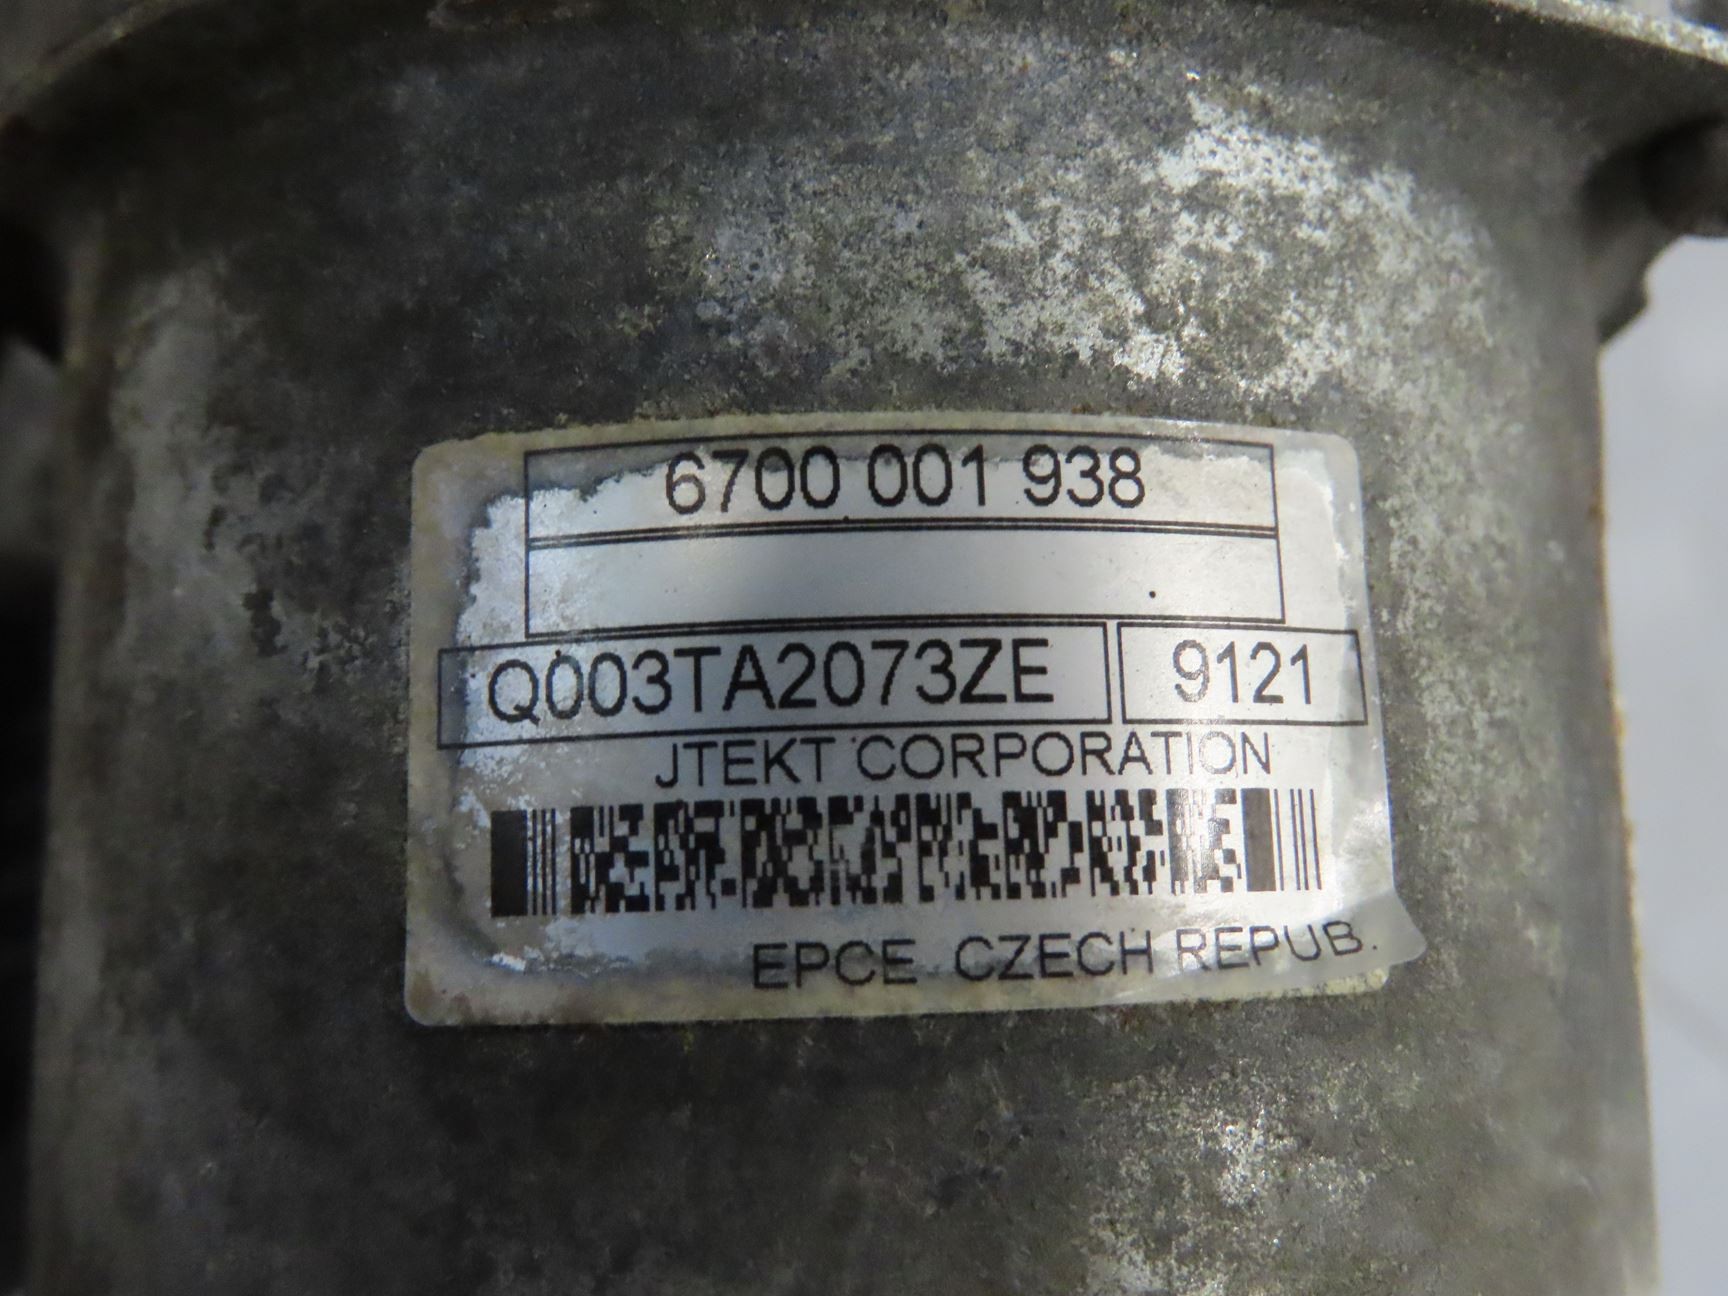 6700 001 938
Q003TA2073ZE 9121
JTEKT CORPORATION
EPCE CZECH REPUB.